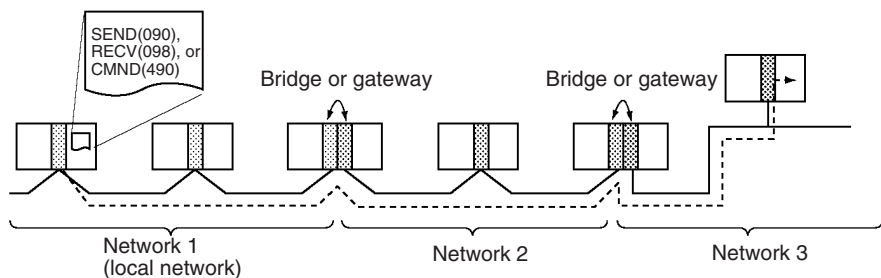 SEND(090),
RECV(098), or
CMND(490)
Bridge or gateway
Bridge or gateway
Network 1
(local network)
Network 2
Network 3